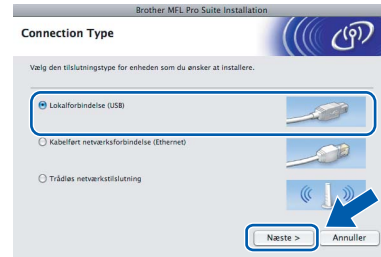 Brother MFL Pro Suite Installation
Connection Type
Vælg den tilslutningstype for enheden som du ønsker at installere.
Lokalforbindelse (USB)
Kabelført netværksforbindelse (Ethernet)
Trådløs netværkstilslutning
Næste >
Annuller